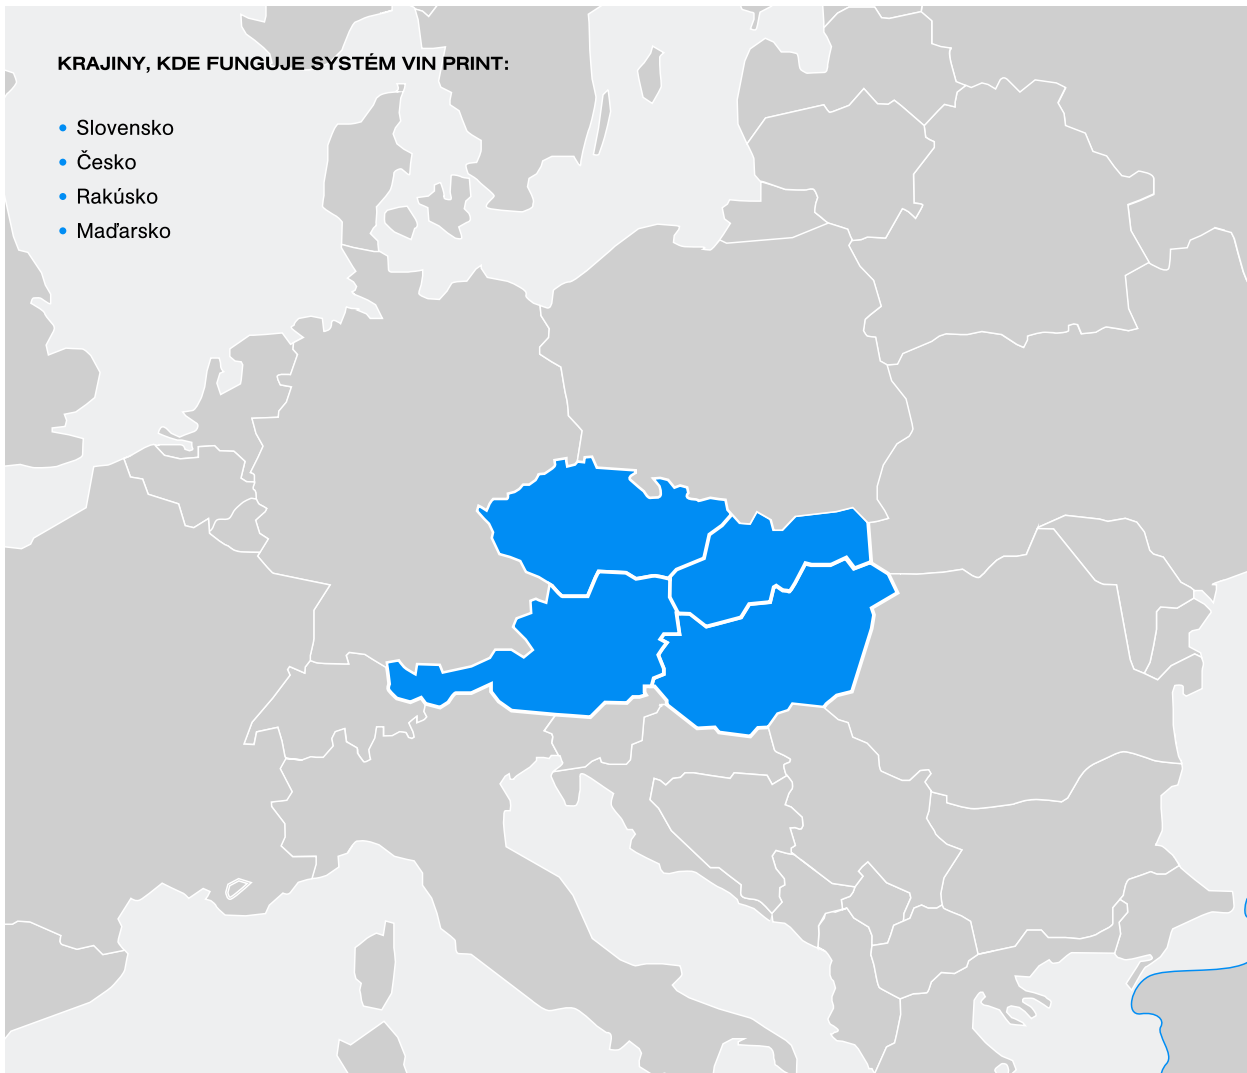 KRAJINY, KDE FUNGUJE SYSTÉM VIN PRINT:
• Slovensko
• Česko
• Rakúsko
• Maďarsko